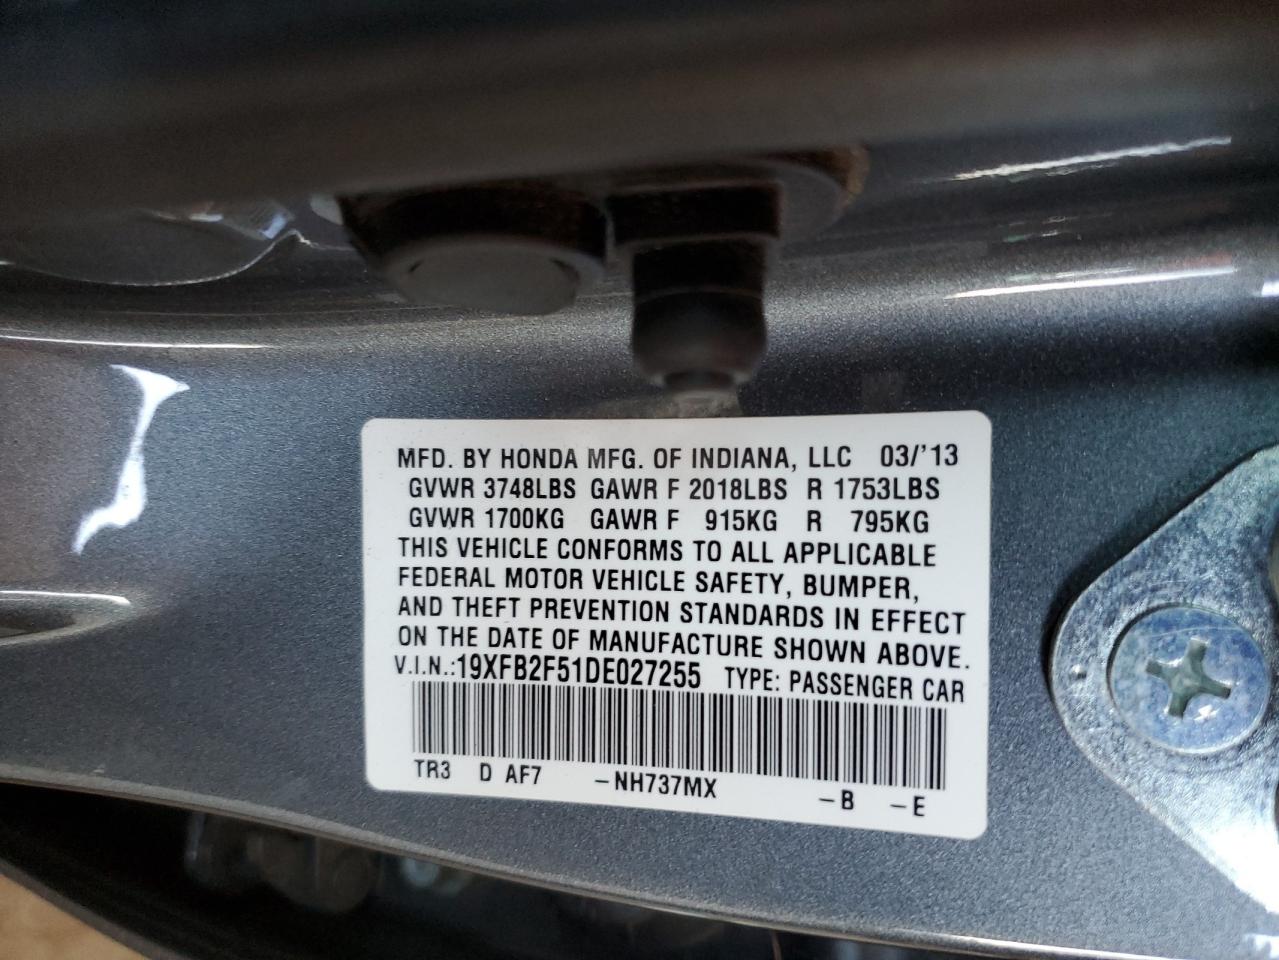 MFD. BY HONDA MFG. OF INDIANA, LLC 03/'13
GVWR 3748LBS GAWR F 2018LBS R 1753LBS
GVWR 1700KG GAWR F 915KG R 795KG
THIS VEHICLE CONFORMS TO ALL APPLICABLE
FEDERAL MOTOR VEHICLE SAFETY, BUMPER,
AND THEFT PREVENTION STANDARDS IN EFFECT
ON THE DATE OF MANUFACTURE SHOWN ABOVE.
V.I.N.:19XFB2F51DE027255 TYPE: PASSENGER CAR
TR3 D AF7 –NH737MX –B –E